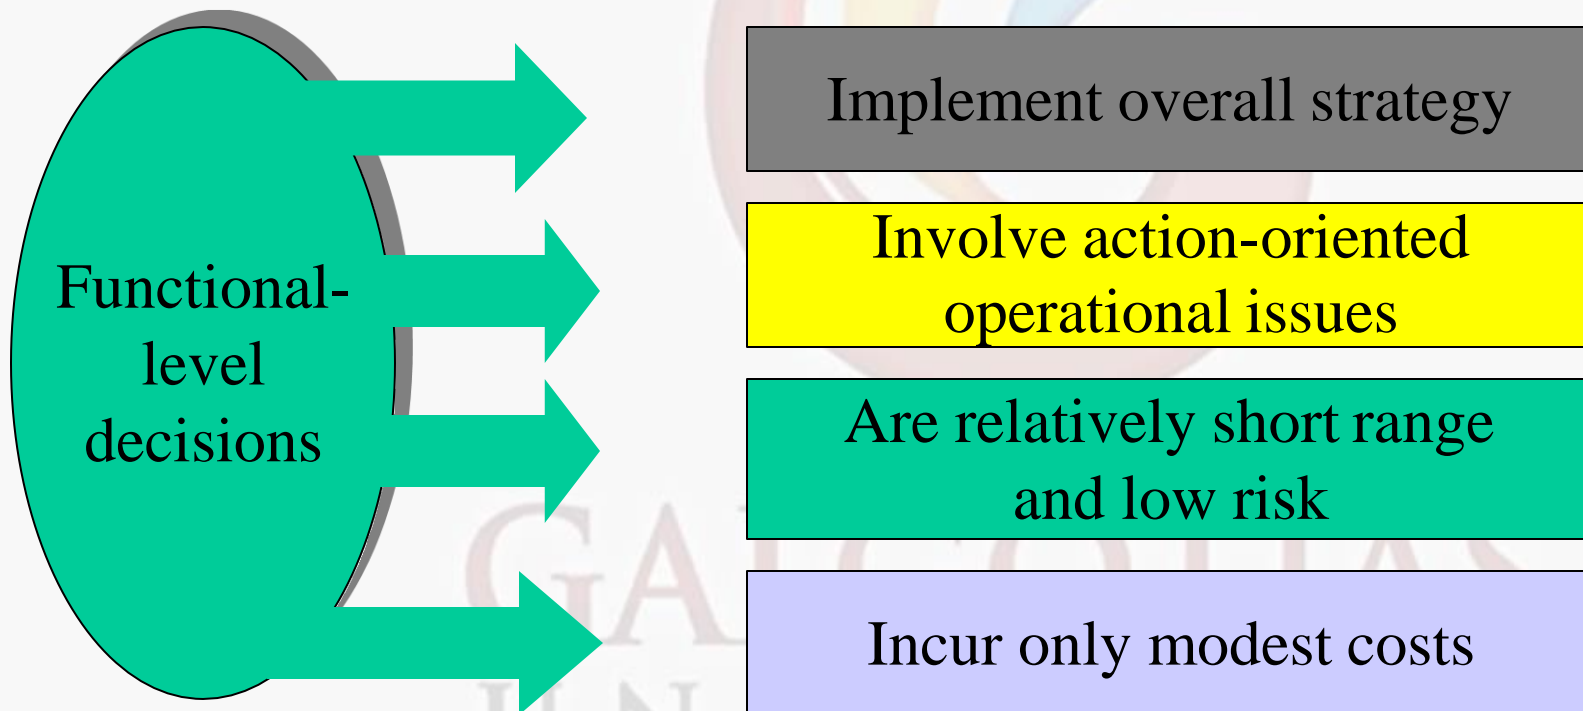 Functional-
level
decisions
Implement overall strategy
Involve action-oriented
operational issues
Are relatively short range
and low risk
Incur only modest costs